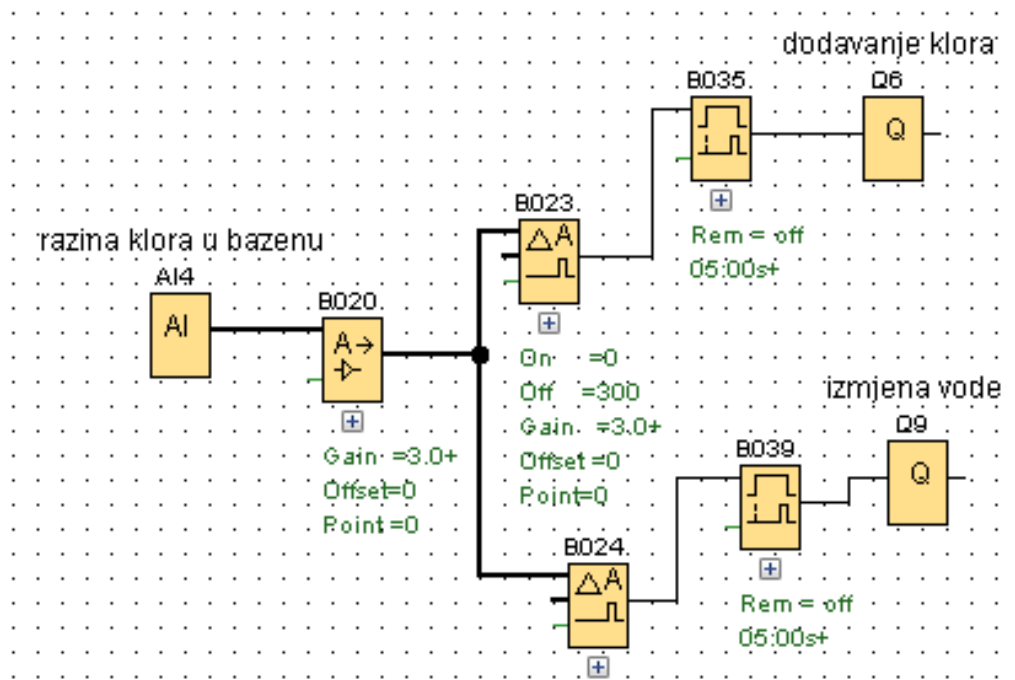 dodavanje klora
B035
Q6
Q
Rem = off
05:00s+
B023
A
razina klora u bazenu
AI4
AI
B020
A→
On =0
Off =300
Gain =3.0+
Offset=0
Point=0
Gain =3.0+
Offset=0
Point=0
izmjena vode
Q9
Q
B039
Rem = off
05:00s+
B024
A